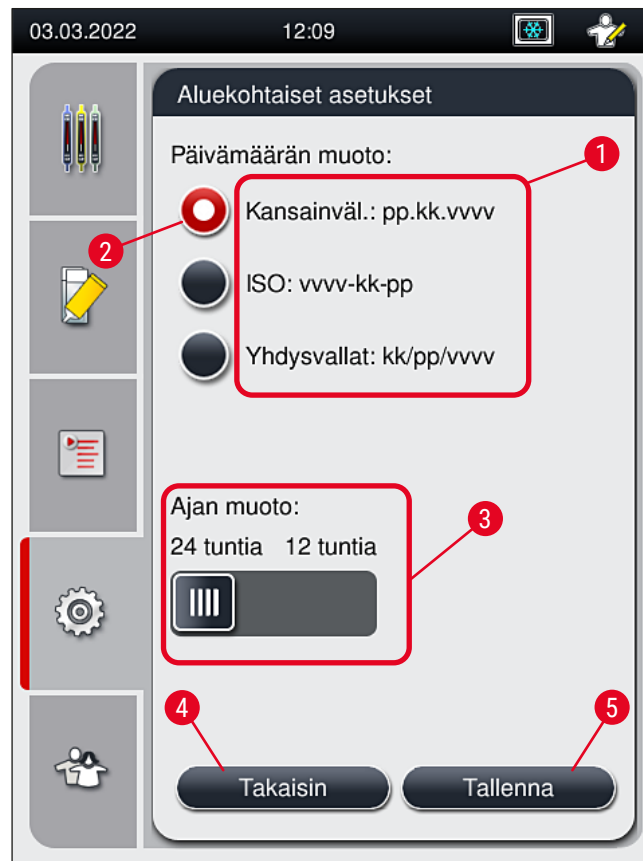 03.03.2022 12:09
Aluekohtaiset asetukset
Päivämäärän muoto:
1
Kansainväl.: pp.kk.vvvv
2
ISO: vvvv-kk-pp
Yhdysvallat: kk/pp/vvvv
Ajan muoto:
3
24 tuntia 12 tuntia
4
5
Takaisin
Tallenna